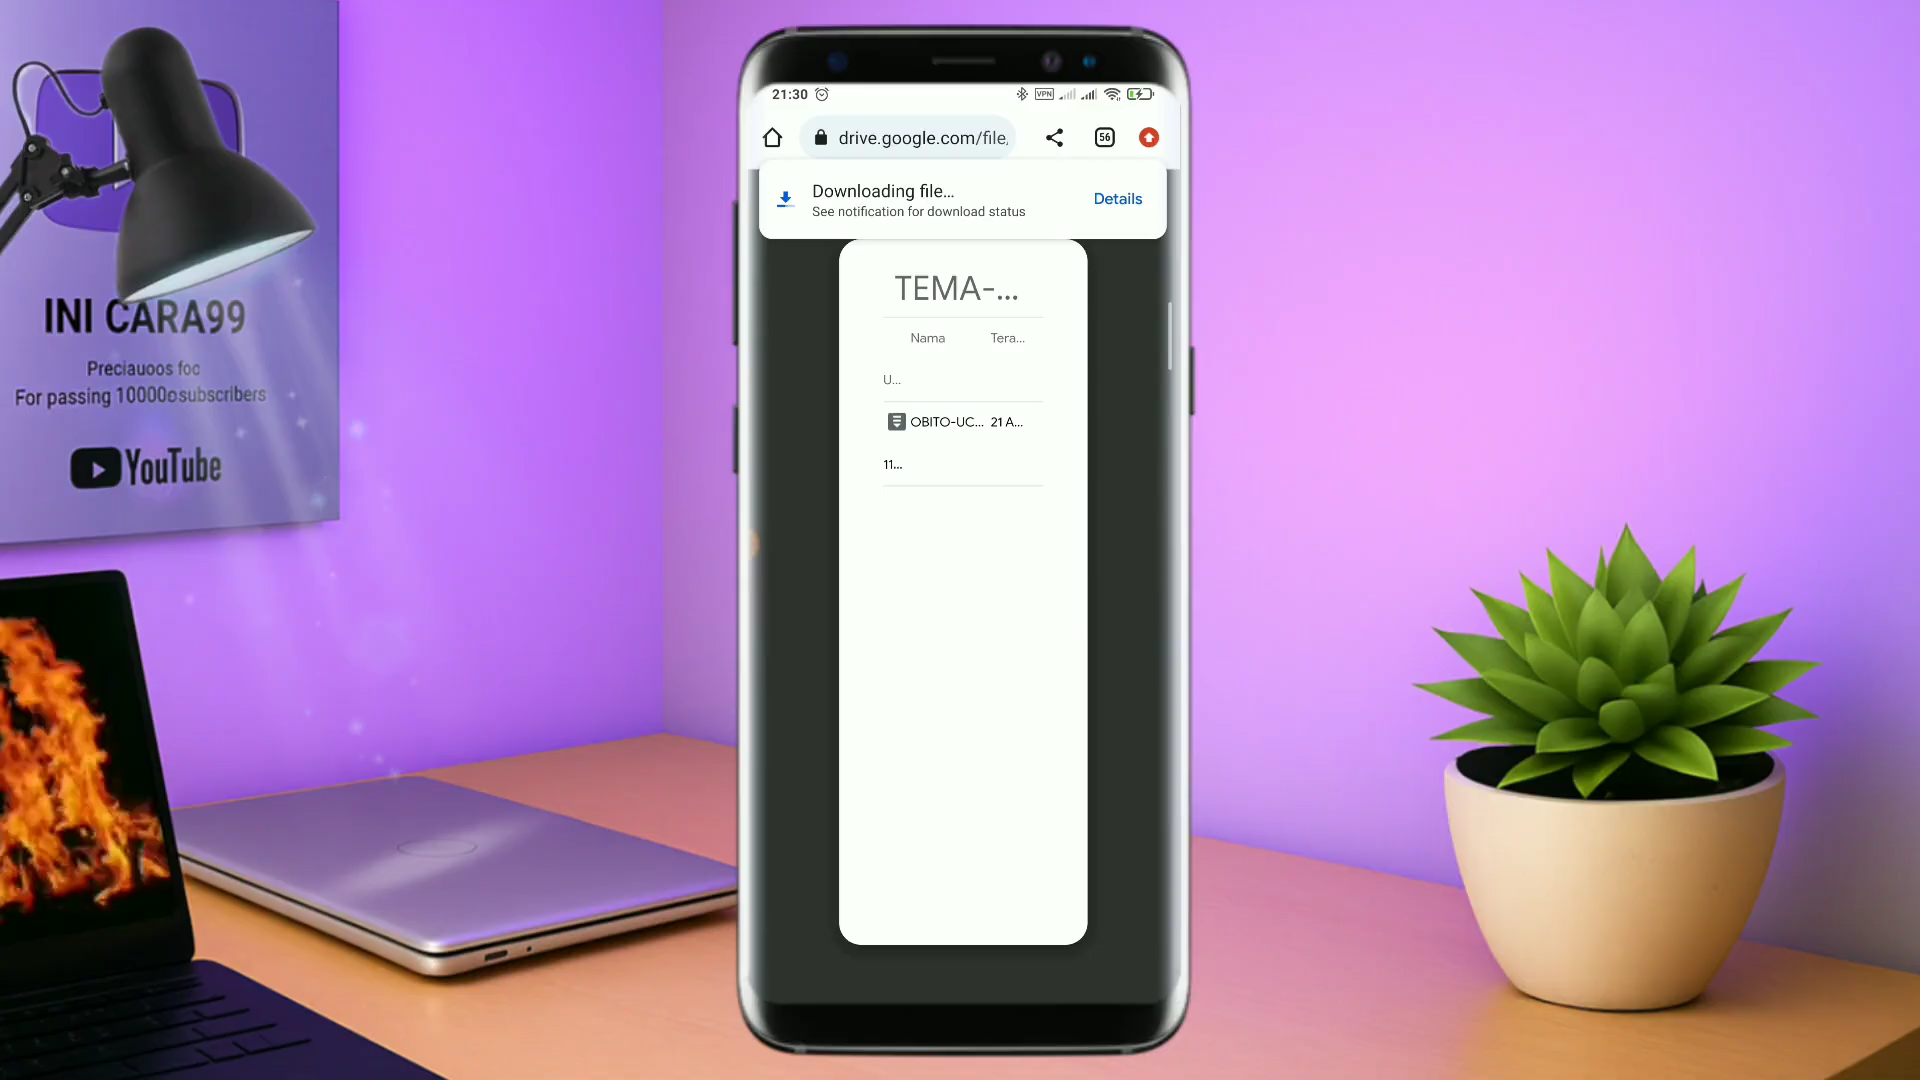 INI CARA99
Preciauoos foc
For passing 10000osubscribers
YouTube
21:30
VPN
drive.google.com/file,
56
Downloading file...
See notification for download status
Details
TEMA-...
Nama
Tera...
U...
OBITO-UC...
21 A...
11...